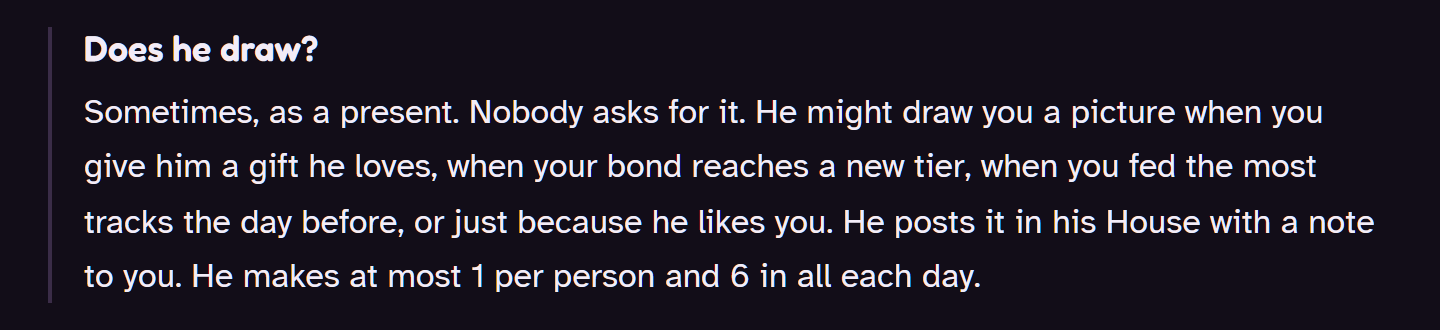 Does he draw?
Sometimes, as a present. Nobody asks for it. He might draw you a picture when you
give him a gift he loves, when your bond reaches a new tier, when you fed the most
tracks the day before, or just because he likes you. He posts it in his House with a note
to you. He makes at most 1 per person and 6 in all each day.